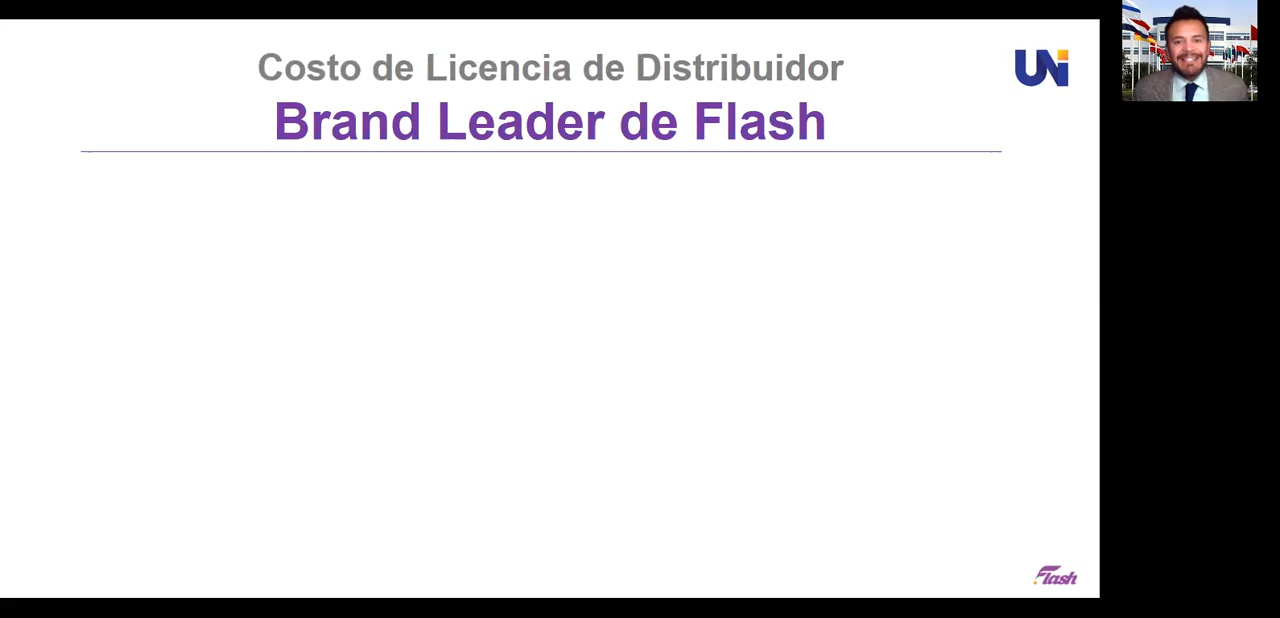 Costo de Licencia de Distribuidor
UNi
Brand Leader de Flash
Flash